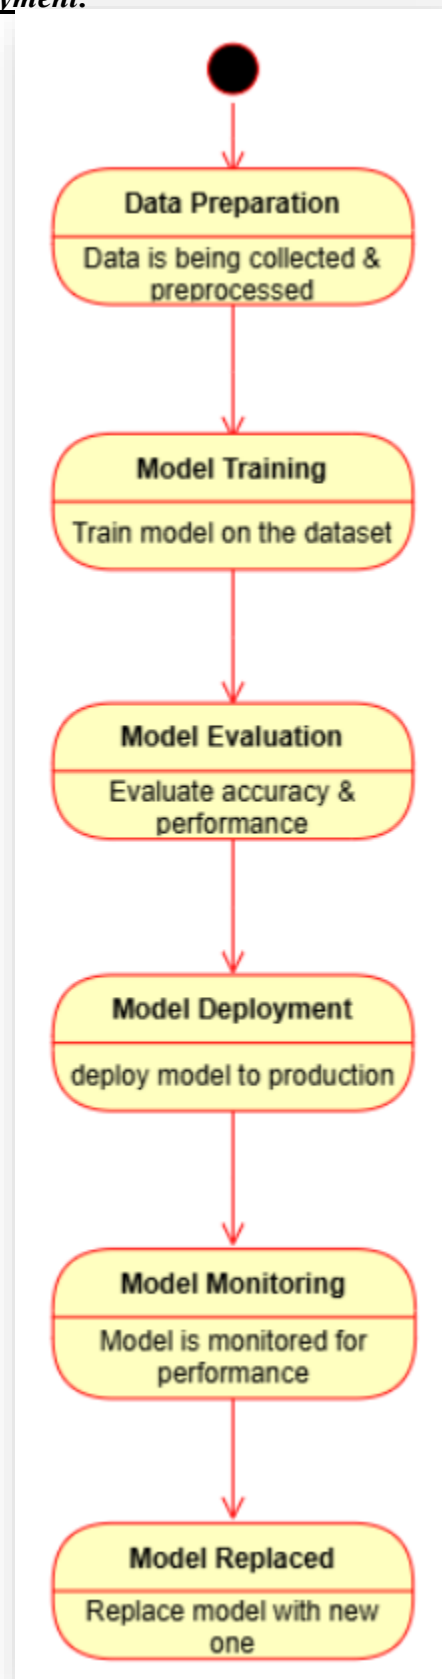 yment:
Data Preparation
Data is being collected &
preprocessed
Model Training
Train model on the dataset
Model Evaluation
Evaluate accuracy &
performance
Model Deployment
deploy model to production
Model Monitoring
Model is monitored for
performance
Model Replaced
Replace model with new
one